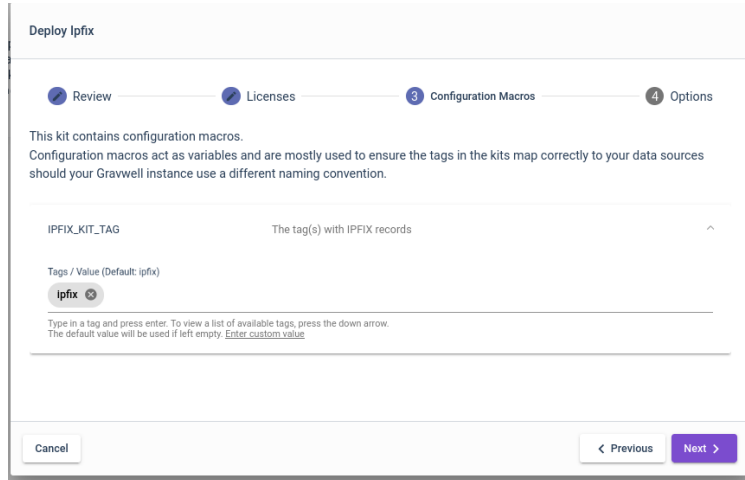 Deploy Ipfix
Review
Licenses
3 Configuration Macros
4 Options
This kit contains configuration macros.
Configuration macros act as variables and are mostly used to ensure the tags in the kits map correctly to your data sources
should your Gravwell instance use a different naming convention.
IPFIX_KIT_TAG
The tag(s) with IPFIX records
Tags / Value (Default: ipfix)
ipfix
Type in a tag and press enter. To view a list of available tags, press the down arrow.
The default value will be used if left empty. Enter custom value
Cancel
Previous
Next